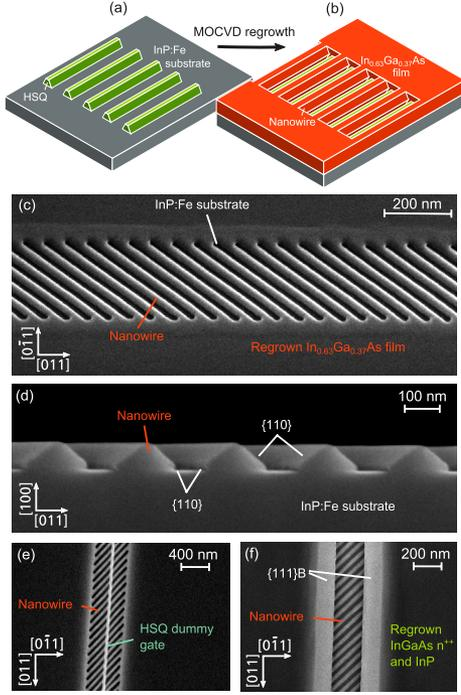 (a)
MOCVD regrowth
(b)
InP:Fe
substrate
HSQ
In0.63Ga0.37As
film
Nanowire
(c)
InP:Fe substrate
200 nm
Nanowire
Regrown In0.63Ga0.37As film
[01̄1]
[011]
(d)
Nanowire
100 nm
{110}
{110}
[100]
[011]
InP:Fe substrate
(e)
400 nm
Nanowire
HSQ dummy
gate
[01̄1]
[011]
(f)
200 nm
{111}B
Nanowire
[01̄1]
[011]
Regrown
InGaAs n++
and InP